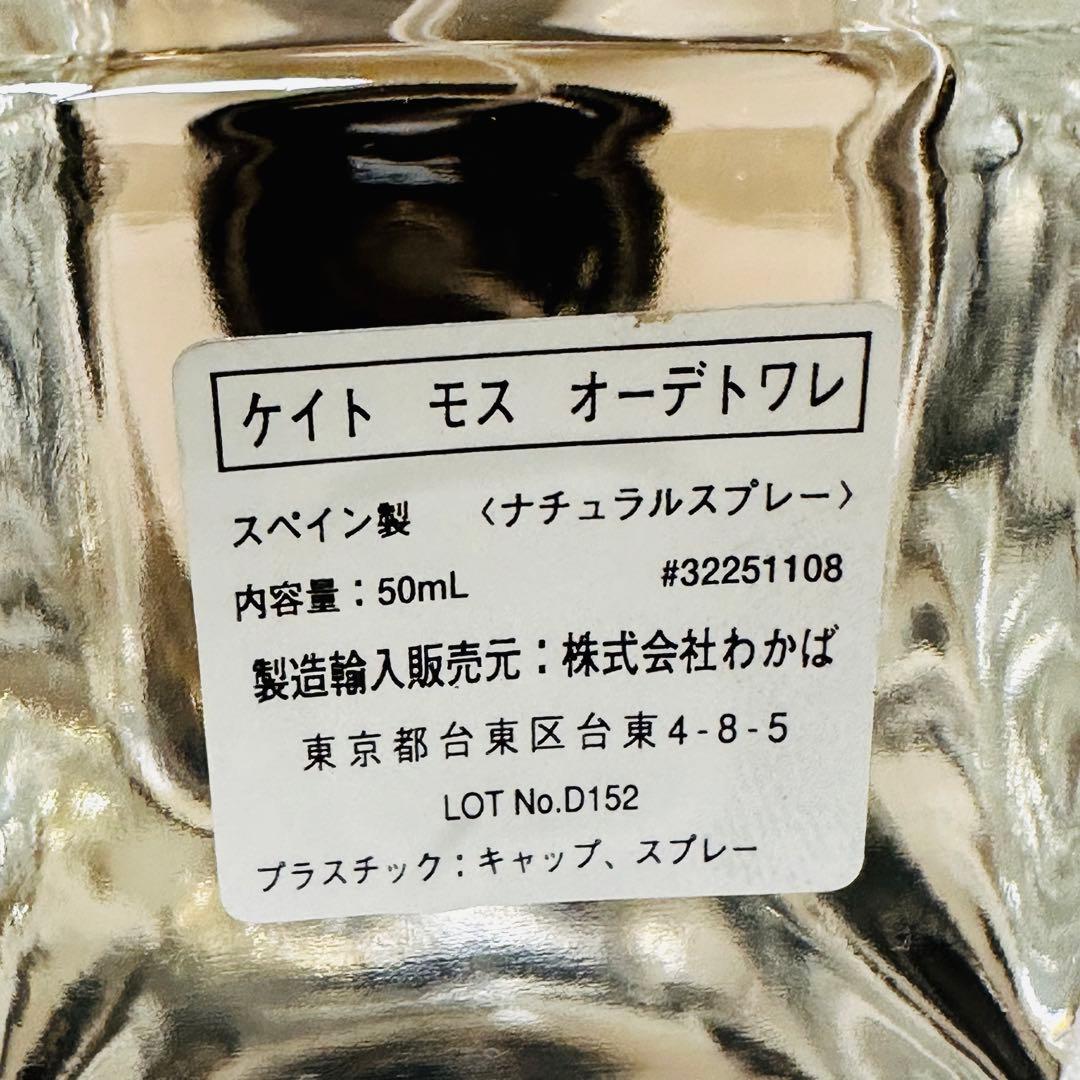 ケイト　モス　オーデトワレ
スペイン製　〈ナチュラルスプレー〉
内容量：50mL　#32251108
製造輸入販売元：株式会社わかば
東京都台東区台東4-8-5
LOT No.D152
プラスチック：キャップ、スプレー